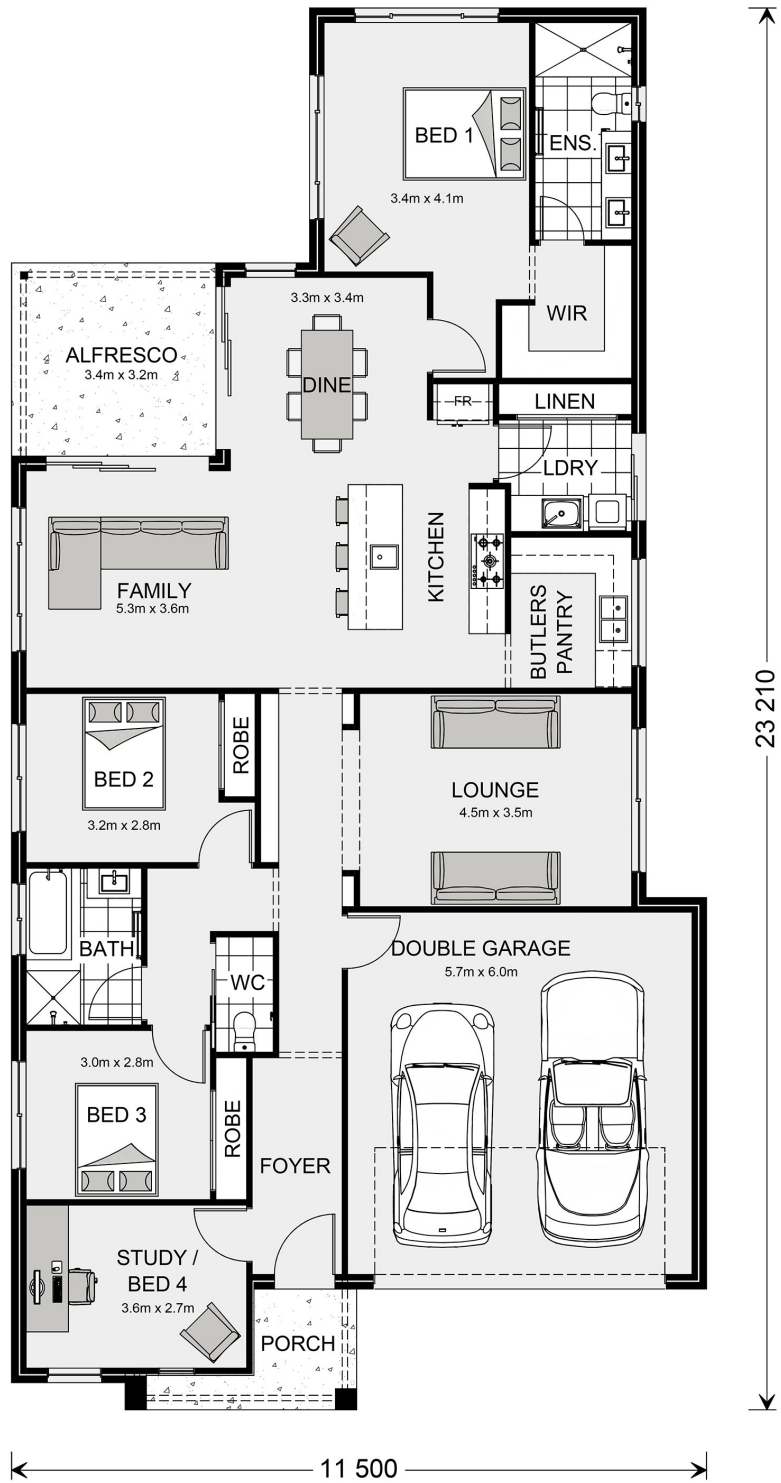 BED 1
3.4m x 4.1m
ENS.
WIR
3.3m x 3.4m
DINE
ALFRESCO
3.4m x 3.2m
FR
LINEN
LDRY
KITCHEN
FAMILY
5.3m x 3.6m
BUTLERS
PANTRY
23 210
BED 2
3.2m x 2.8m
ROBE
LOUNGE
4.5m x 3.5m
BATH
WC
DOUBLE GARAGE
5.7m x 6.0m
3.0m x 2.8m
BED 3
ROBE
FOYER
STUDY /
BED 4
3.6m x 2.7m
PORCH
11 500